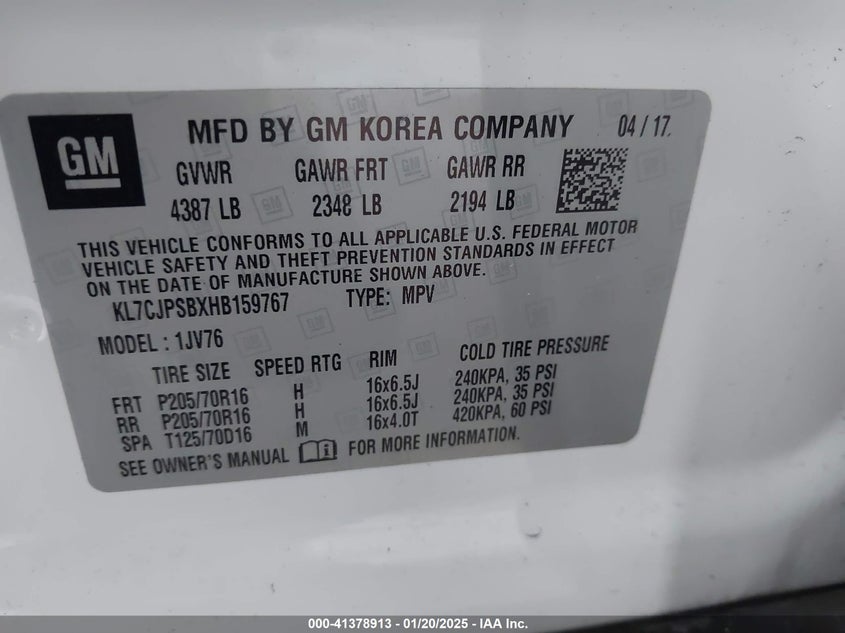 GM
MFD BY GM KOREA COMPANY 04 / 17
GVWR GAWR FRT GAWR RR
4387 LB 2348 LB 2194 LB
THIS VEHICLE CONFORMS TO ALL APPLICABLE U.S. FEDERAL MOTOR
VEHICLE SAFETY AND THEFT PREVENTION STANDARDS IN EFFECT
ON THE DATE OF MANUFACTURE SHOWN ABOVE.
KL7CJPSBXHB159767 TYPE: MPV
MODEL : 1JV76
TIRE SIZE SPEED RTG RIM COLD TIRE PRESSURE
FRT P205/70R16 H 16x6.5J 240KPA, 35 PSI
RR P205/70R16 H 16x6.5J 240KPA, 35 PSI
SPA T125/70D16 M 16x4.0T 420KPA, 60 PSI
SEE OWNER'S MANUAL i FOR MORE INFORMATION.
000-41378913 - 01/20/2025 - IAA Inc.